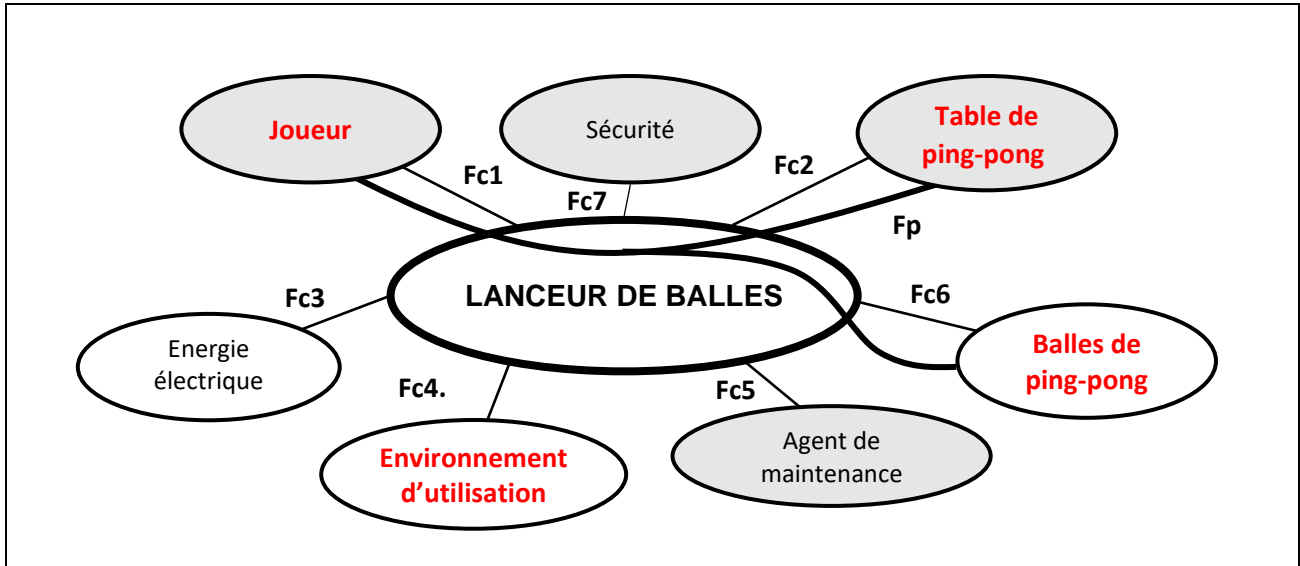 Joueur
Sécurité
Table de
ping-pong
Fc1
Fc7
Fc2
Fp
Fc3
LANCEUR DE BALLES
Fc6
Energie
électrique
Balles de
ping-pong
Fc4.
Fc5
Environnement
d’utilisation
Agent de
maintenance